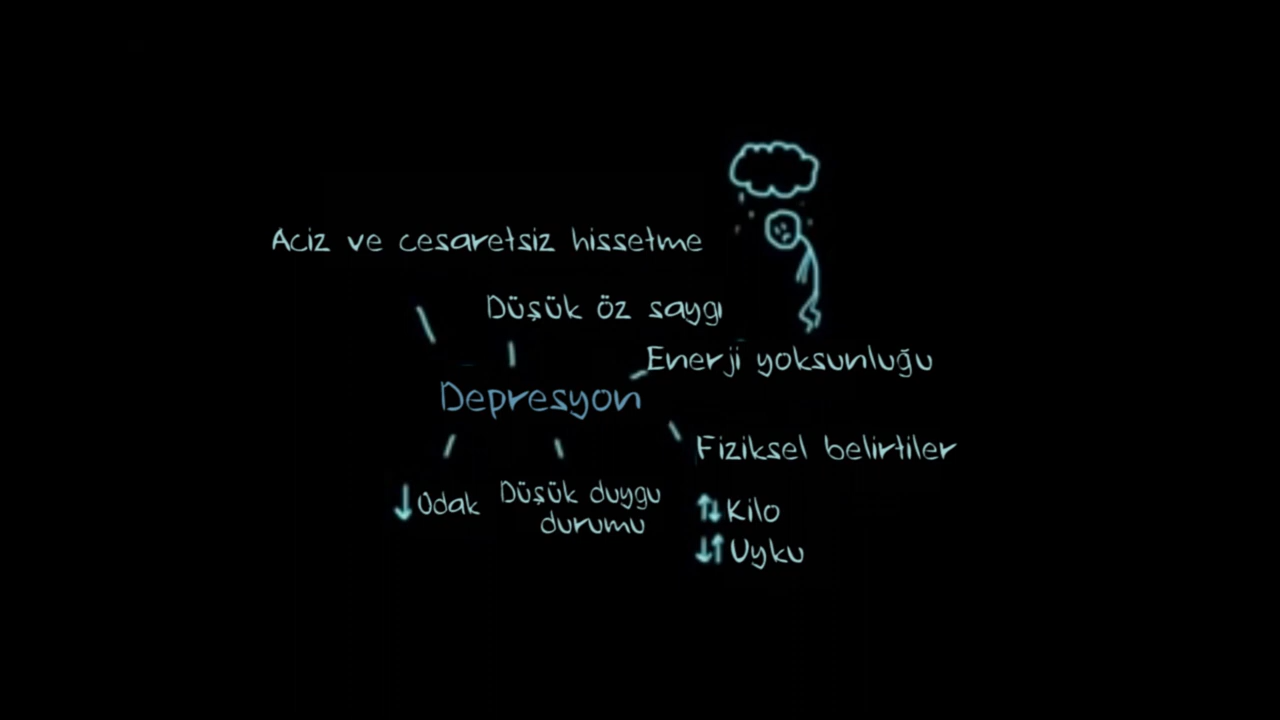 Aciz ve cesaretsiz hissetme
Düşük öz saygı
Enerji yoksunluğu
Depresyon
Fiziksel belirtiler
↓Odak
Düşük duygu
durumu
↑↓Kilo
↓↑Uyku